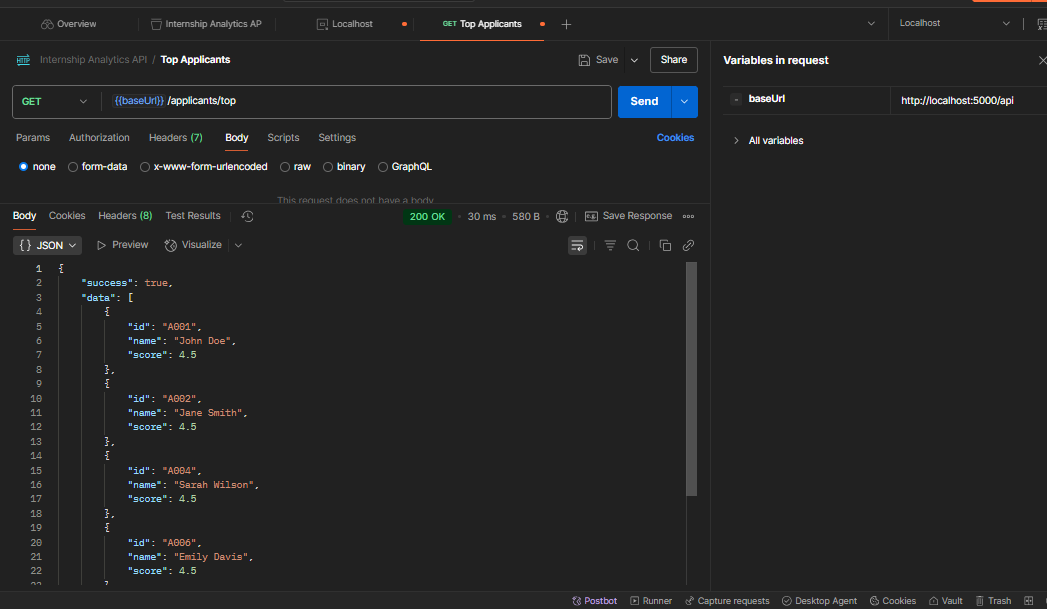 Overview Internship Analytics AP Localhost GET Top Applicants Localhost
HTTP Internship Analytics API / Top Applicants Save Share Variables in request
GET {{baseUrl}} /applicants/top Send baseUrl http://localhost:5000/api
Params Authorization Headers (7) Body Scripts Settings Cookies All variables
none form-data x-www-form-urlencoded raw binary GraphQL
This request does not have a body
Body Cookies Headers (8) Test Results 200 OK 30 ms 580 B Save Response
{} JSON Preview Visualize
1 {
2 "success": true,
3 "data": [
4 {
5 "id": "A001",
6 "name": "John Doe",
7 "score": 4.5
8 },
9 {
10 "id": "A002",
11 "name": "Jane Smith",
12 "score": 4.5
13 },
14 {
15 "id": "A004",
16 "name": "Sarah Wilson",
17 "score": 4.5
18 },
19 {
20 "id": "A006",
21 "name": "Emily Davis",
22 "score": 4.5
Postbot Runner Capture requests Desktop Agent Cookies Vault Trash